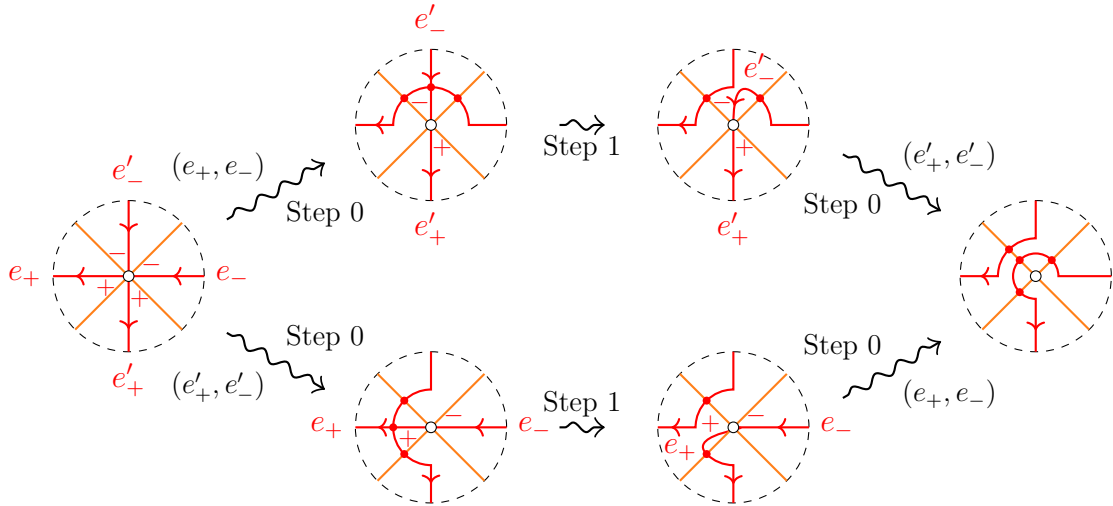 e′₋
e′₋
− +
e′₊
Step 1
− +
e′₊
(e₊, e₋)
Step 0
(e′₊, e′₋)
Step 0
e′₋
e₊ − − + + e₋
e′₊
Step 0
(e′₊, e′₋)
e₊ + − e₋
Step 1
+ − e₋
e₊
Step 0
(e₊, e₋)